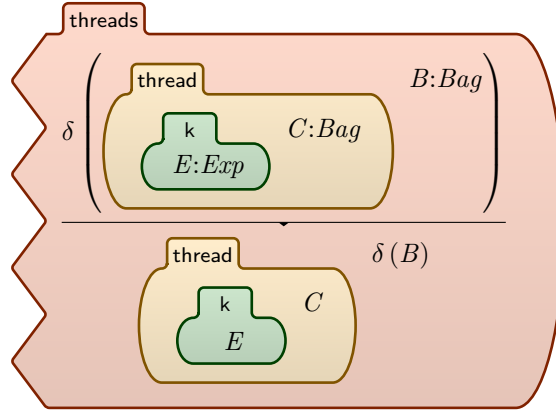 threads
thread
B:Bag
k
C:Bag
δ ( E:Exp )
thread
δ (B)
k
C
E